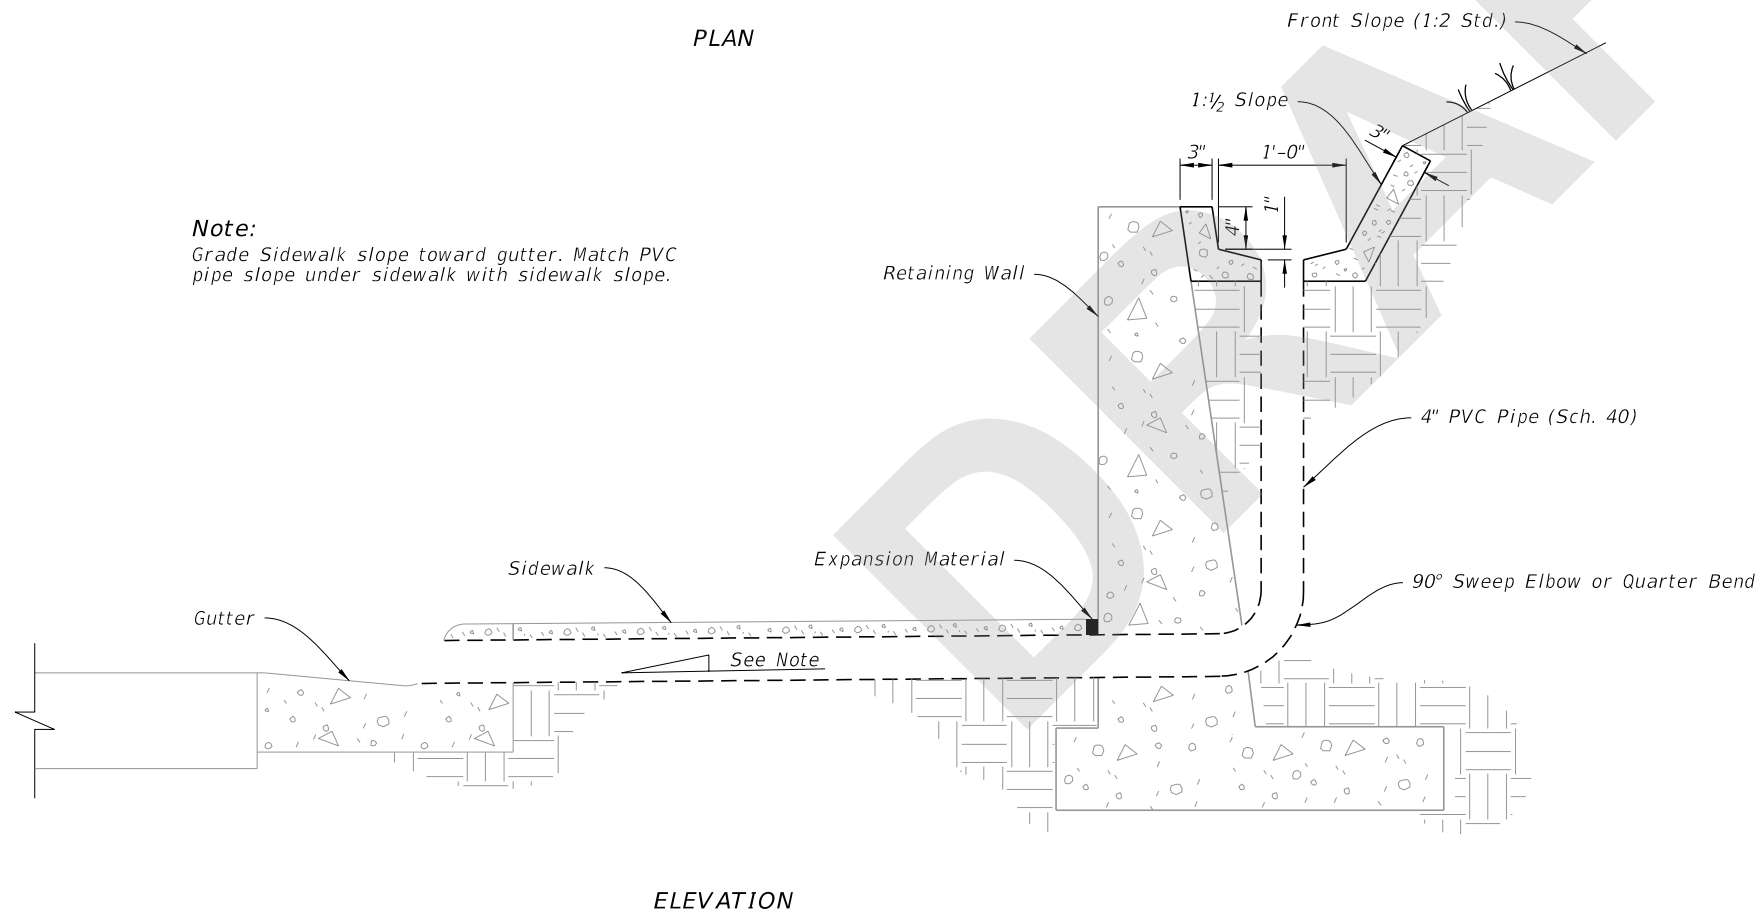 PLAN
Front Slope (1:2 Std.)
1:½ Slope
3"
3"
1'-0"
1"
4"
Note:
Grade Sidewalk slope toward gutter. Match PVC
pipe slope under sidewalk with sidewalk slope.
Retaining Wall
4" PVC Pipe (Sch. 40)
Expansion Material
Sidewalk
90° Sweep Elbow or Quarter Bend
Gutter
See Note
ELEVATION
DRAF